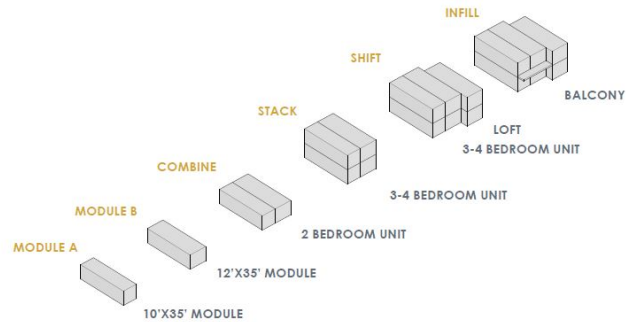 INFILL
BALCONY
SHIFT
LOFT
3-4 BEDROOM UNIT
STACK
3-4 BEDROOM UNIT
COMBINE
2 BEDROOM UNIT
MODULE B
12'X35' MODULE
MODULE A
10'X35' MODULE